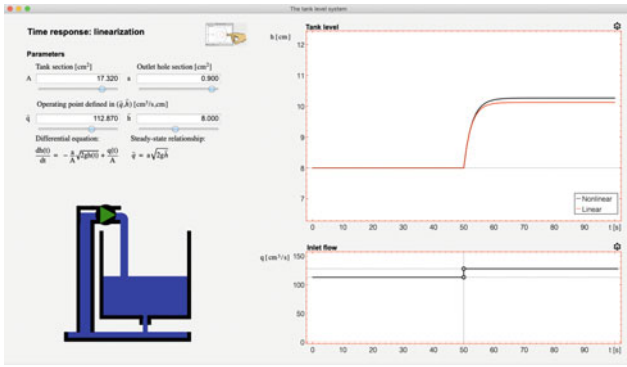 The tank level system
Time response: linearization
Parameters
Tank section [cm²] Outlet hole section [cm²]
A 17.320 a 0.900
Operating point defined in (q̄,h̄) [cm³/s,cm]
q̄ 112.870 h̄ 8.000
Differential equation: Steady-state relationship:
dh(t)/dt = − a/A √2gh(t) + q(t)/A q̄ = a√2gh̄
Tank level
h [cm]
12
11
10
9
8
7
Nonlinear
Linear
0 10 20 30 40 50 60 70 80 90 t [s]
Inlet flow
q [cm³/s]
150
100
50
0
0 10 20 30 40 50 60 70 80 90 t [s]